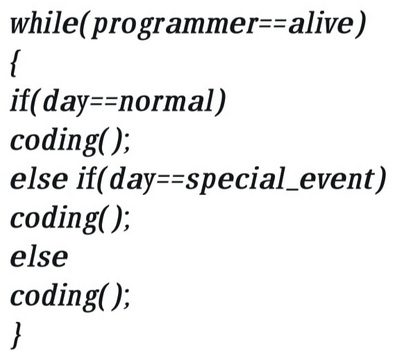 while(programmer==alive)
{
if(day==normal)
coding();
else if(day==special_event)
coding();
else
coding();
}